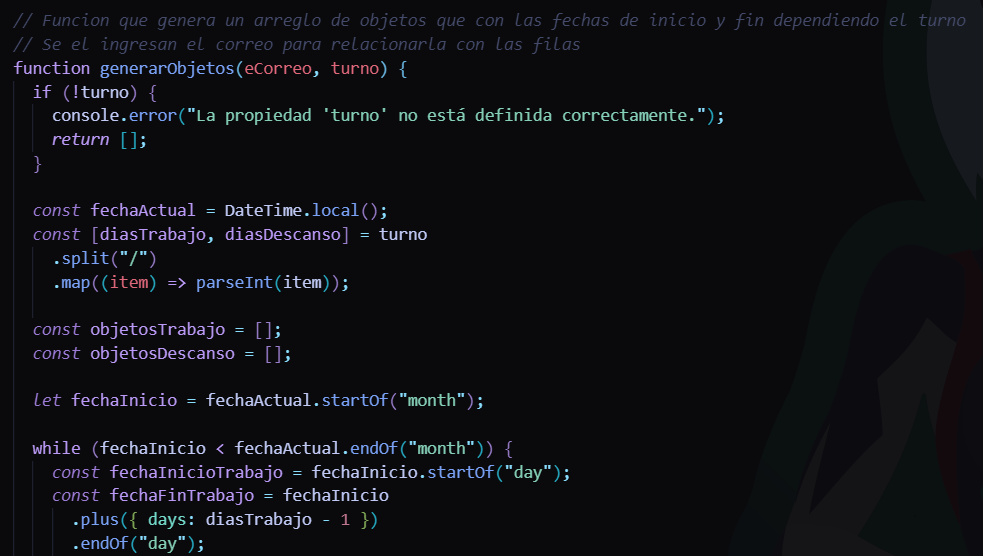 // Funcion que genera un arreglo de objetos que con las fechas de inicio y fin dependiendo el turno
// Se el ingresan el correo para relacionarla con las filas
function generarObjetos(eCorreo, turno) {
  if (!turno) {
    console.error("La propiedad 'turno' no está definida correctamente.");
    return [];
  }

  const fechaActual = DateTime.local();
  const [diasTrabajo, diasDescanso] = turno
    .split("/")
    .map((item) => parseInt(item));

  const objetosTrabajo = [];
  const objetosDescanso = [];

  let fechaInicio = fechaActual.startOf("month");

  while (fechaInicio < fechaActual.endOf("month")) {
    const fechaInicioTrabajo = fechaInicio.startOf("day");
    const fechaFinTrabajo = fechaInicio
      .plus({ days: diasTrabajo - 1 })
      .endOf("day");